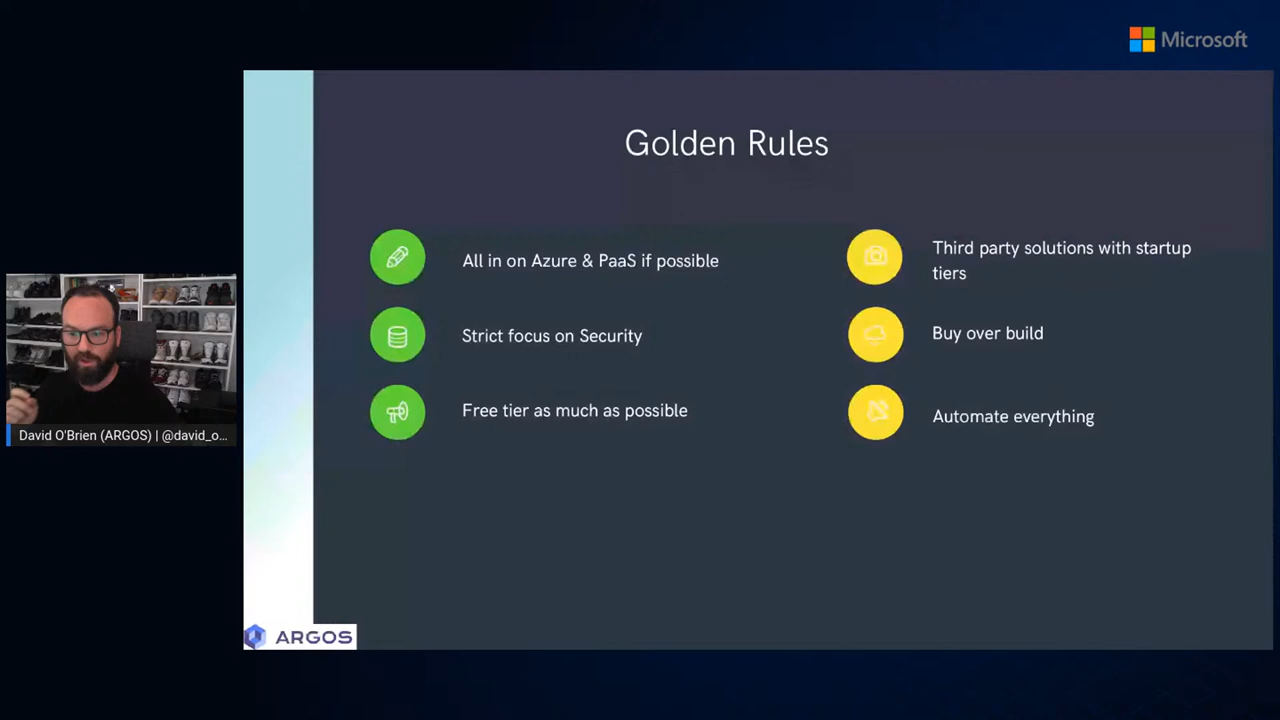 Microsoft
Golden Rules
All in on Azure & PaaS if possible
Strict focus on Security
Free tier as much as possible
Third party solutions with startup
tiers
Buy over build
Automate everything
David O'Brien (ARGOS) | @david_o...
ARGOS